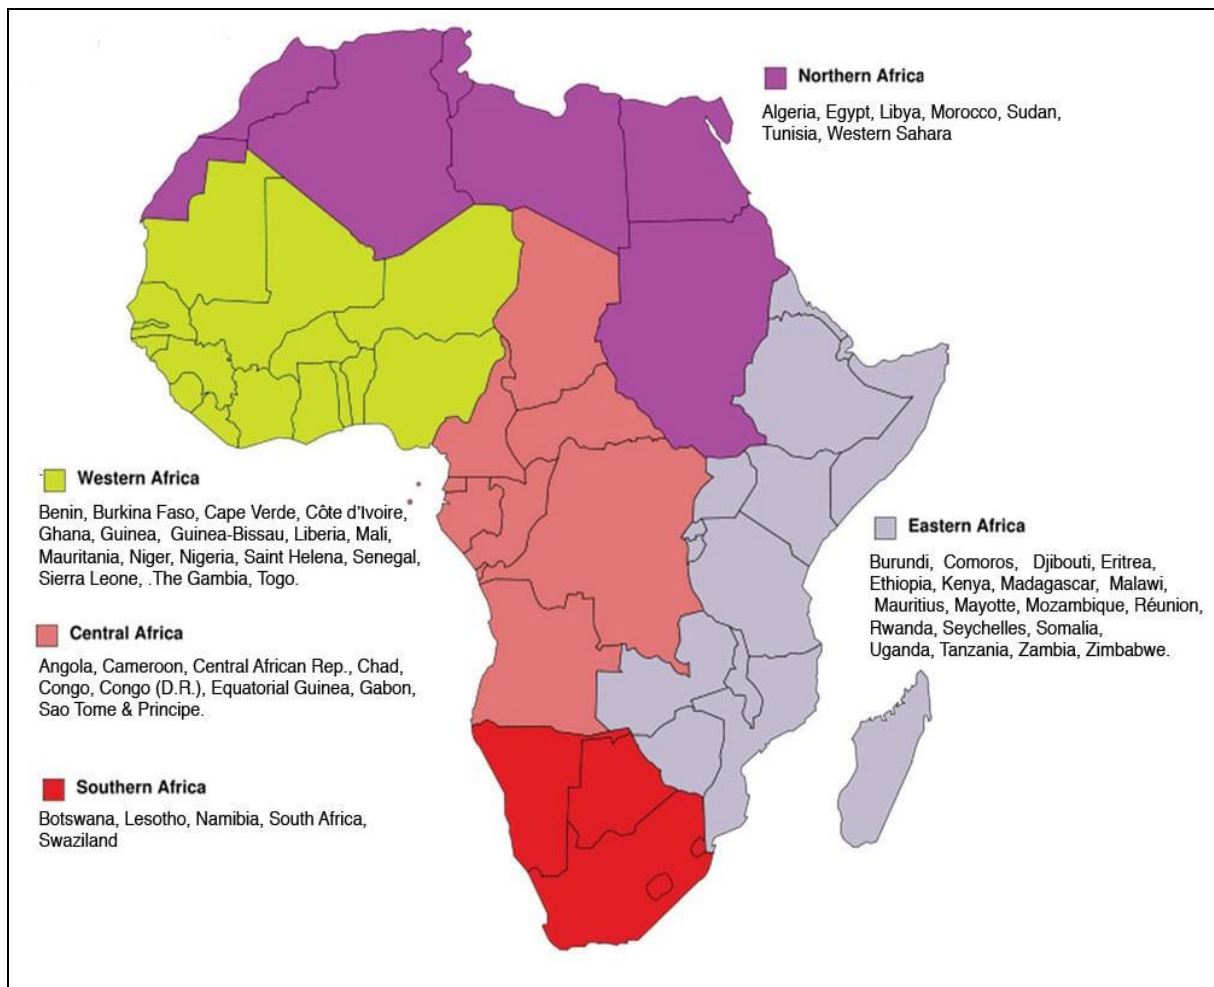 Northern Africa
Algeria, Egypt, Libya, Morocco, Sudan,
Tunisia, Western Sahara
Western Africa
Benin, Burkina Faso, Cape Verde, Côte d'Ivoire,
Ghana, Guinea, Guinea-Bissau, Liberia, Mali,
Mauritania, Niger, Nigeria, Saint Helena, Senegal,
Sierra Leone, .The Gambia, Togo.
Central Africa
Angola, Cameroon, Central African Rep., Chad,
Congo, Congo (D.R.), Equatorial Guinea, Gabon,
Sao Tome & Principe.
Southern Africa
Botswana, Lesotho, Namibia, South Africa,
Swaziland
Eastern Africa
Burundi, Comoros, Djibouti, Eritrea,
Ethiopia, Kenya, Madagascar, Malawi,
Mauritius, Mayotte, Mozambique, Réunion,
Rwanda, Seychelles, Somalia,
Uganda, Tanzania, Zambia, Zimbabwe.